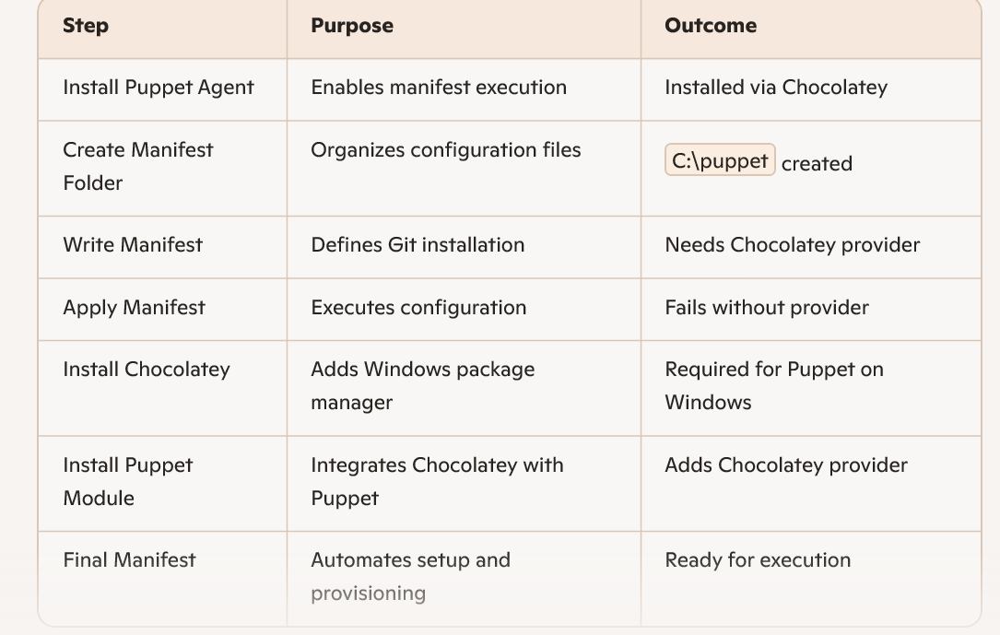 Step Purpose Outcome
Install Puppet Agent Enables manifest execution Installed via Chocolatey
Create Manifest Organizes configuration files C:\puppet created
Folder
Write Manifest Defines Git installation Needs Chocolatey provider
Apply Manifest Executes configuration Fails without provider
Install Chocolatey Adds Windows package Required for Puppet on
manager Windows
Install Puppet Integrates Chocolatey with Adds Chocolatey provider
Module Puppet
Final Manifest Automates setup and Ready for execution
provisioning